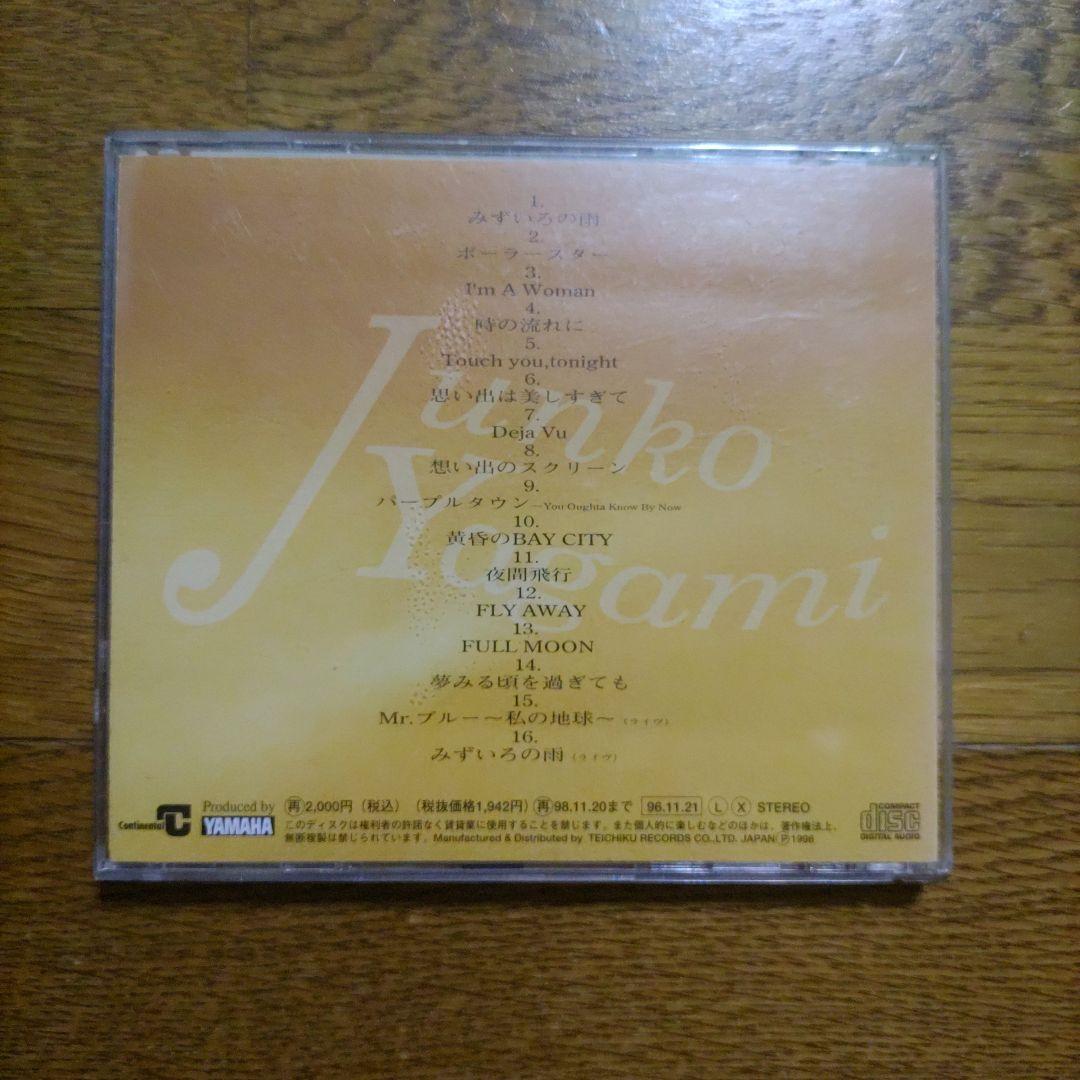 Junko
Yagami
1.
みずいろの雨
2.
ポーラースター
3.
I'm A Woman
4.
時の流れに
5.
Touch you,tonight
6.
思い出は美しすぎて
7.
Deja Vu
8.
想い出のスクリーン
9.
パープルタウン—You Oughta Know By Now
10.
黄昏のBAY CITY
11.
夜間飛行
12.
FLY AWAY
13.
FULL MOON
14.
夢みる頃を過ぎても
15.
Mr.ブルー〜私の地球〜(ライヴ)
16.
みずいろの雨(ライヴ)
Continental
Produced by
YAMAHA
再2,000円(税込)(税抜価格1,942円)再98.11.20まで 96.11.21 L X STEREO
このディスクは権利者の許諾なく賃貸業に使用することを禁じます。また個人的に楽しむなどのほかは、著作権法上、
無断複製は禁じられています。Manufactured & Distributed by TEICHIKU RECORDS CO.,LTD. JAPAN Ⓟ1996
COMPACT
disc
DIGITAL AUDIO